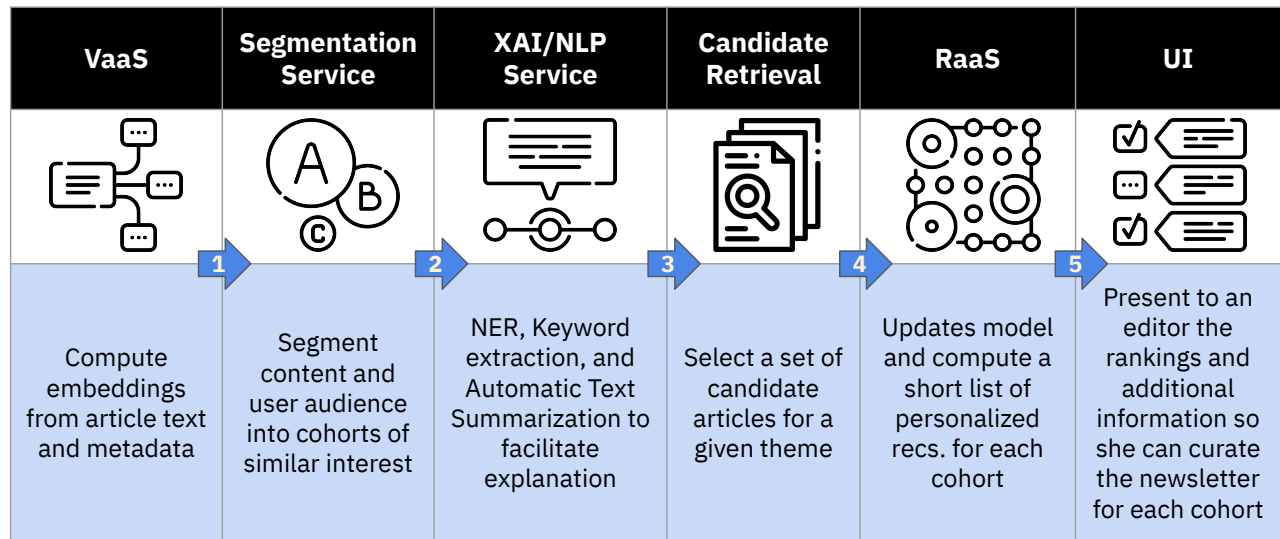 VaaS
Segmentation
Service
XAI/NLP
Service
Candidate
Retrieval
RaaS
UI
A
B
C
1
2
3
4
5
Compute
embeddings
from article text
and metadata
Segment
content and
user audience
into cohorts of
similar interest
NER, Keyword
extraction, and
Automatic Text
Summarization to
facilitate
explanation
Select a set of
candidate
articles for a
given theme
Updates model
and compute a
short list of
personalized
recs. for each
cohort
Present to an
editor the
rankings and
additional
information so
she can curate
the newsletter
for each cohort